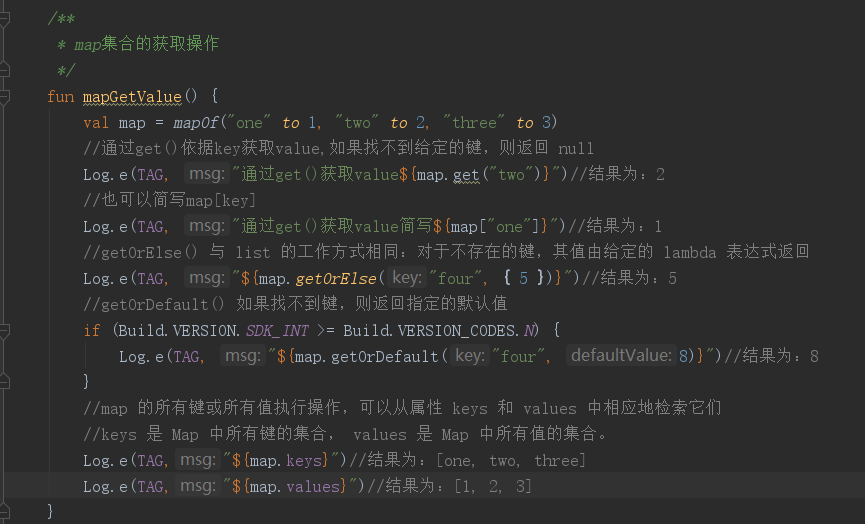 /**
 * map集合的获取操作
 */
fun mapGetValue() {
    val map = mapOf("one" to 1, "two" to 2, "three" to 3)
    //通过get()依据key获取value,如果找不到给定的键，则返回 null
    Log.e(TAG, msg: "通过get()获取value${map.get("two")}")//结果为：2
    //也可以简写map[key]
    Log.e(TAG, msg: "通过get()获取value简写${map["one"]}")//结果为：1
    //getOrElse() 与 list 的工作方式相同：对于不存在的键，其值由给定的 lambda 表达式返回
    Log.e(TAG, msg: "${map.getOrElse( key: "four", { 5 })}")//结果为：5
    //getOrDefault() 如果找不到键，则返回指定的默认值
    if (Build.VERSION.SDK_INT >= Build.VERSION_CODES.N) {
        Log.e(TAG, msg: "${map.getOrDefault( key: "four", defaultValue: 8)}")//结果为：8
    }
    //map 的所有键或所有值执行操作，可以从属性 keys 和 values 中相应地检索它们
    //keys 是 Map 中所有键的集合， values 是 Map 中所有值的集合。
    Log.e(TAG, msg: "${map.keys}")//结果为：[one, two, three]
    Log.e(TAG, msg: "${map.values}")//结果为：[1, 2, 3]
}